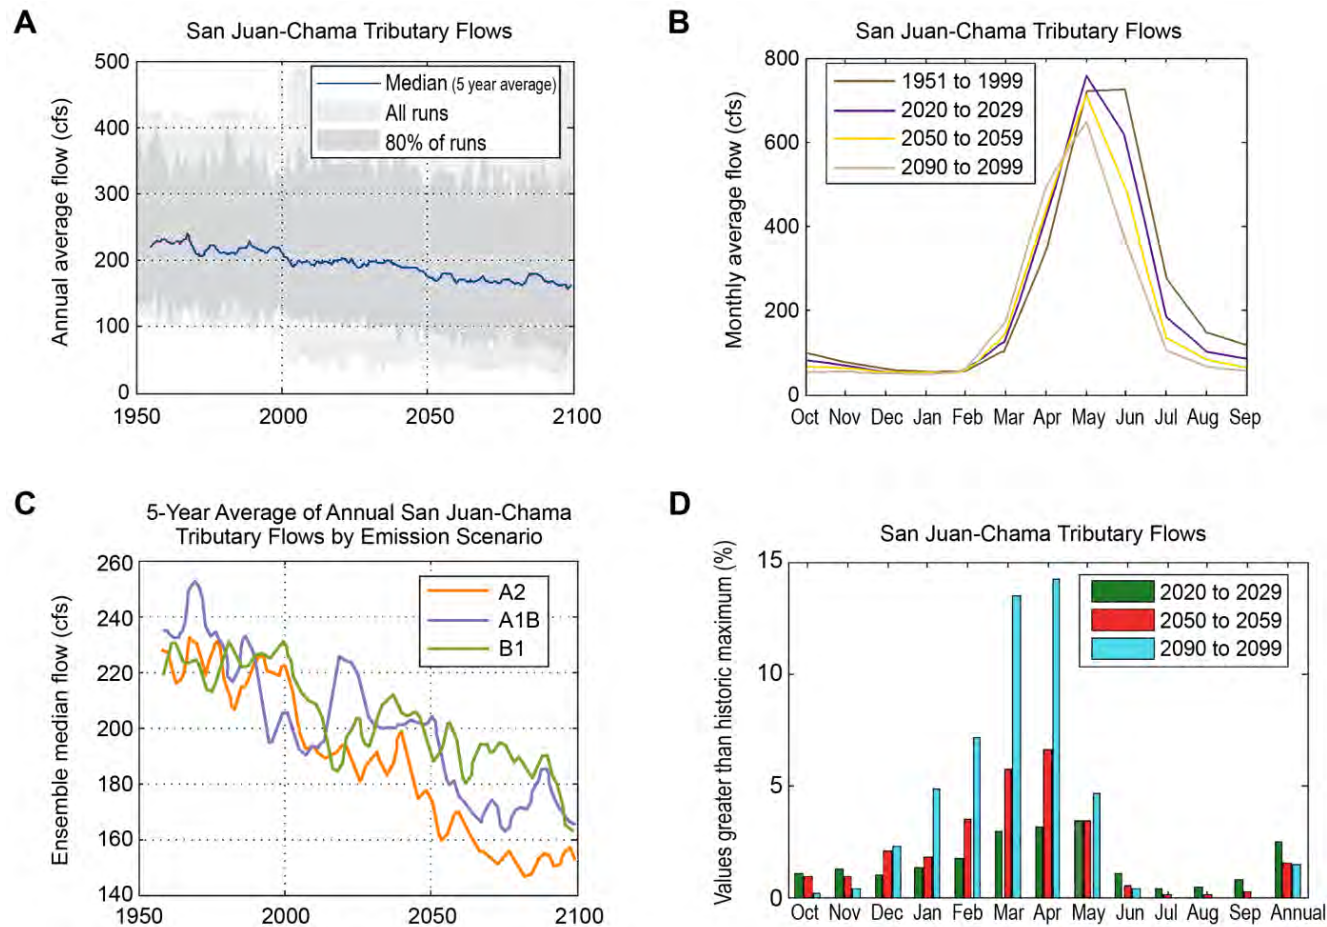 A
San Juan-Chama Tributary Flows
Annual average flow (cfs)
500
400
300
200
100
0
Median (5 year average)
All runs
80% of runs
1950
2000
2050
2100
B
San Juan-Chama Tributary Flows
Monthly average flow (cfs)
800
600
400
200
0
1951 to 1999
2020 to 2029
2050 to 2059
2090 to 2099
Oct Nov Dec Jan Feb Mar Apr May Jun Jul Aug Sep
C
5-Year Average of Annual San Juan-Chama
Tributary Flows by Emission Scenario
Ensemble median flow (cfs)
260
240
220
200
180
160
140
A2
A1B
B1
1950
2000
2050
2100
D
San Juan-Chama Tributary Flows
Values greater than historic maximum (%)
15
10
5
0
2020 to 2029
2050 to 2059
2090 to 2099
Oct Nov Dec Jan Feb Mar Apr May Jun Jul Aug Sep Annual